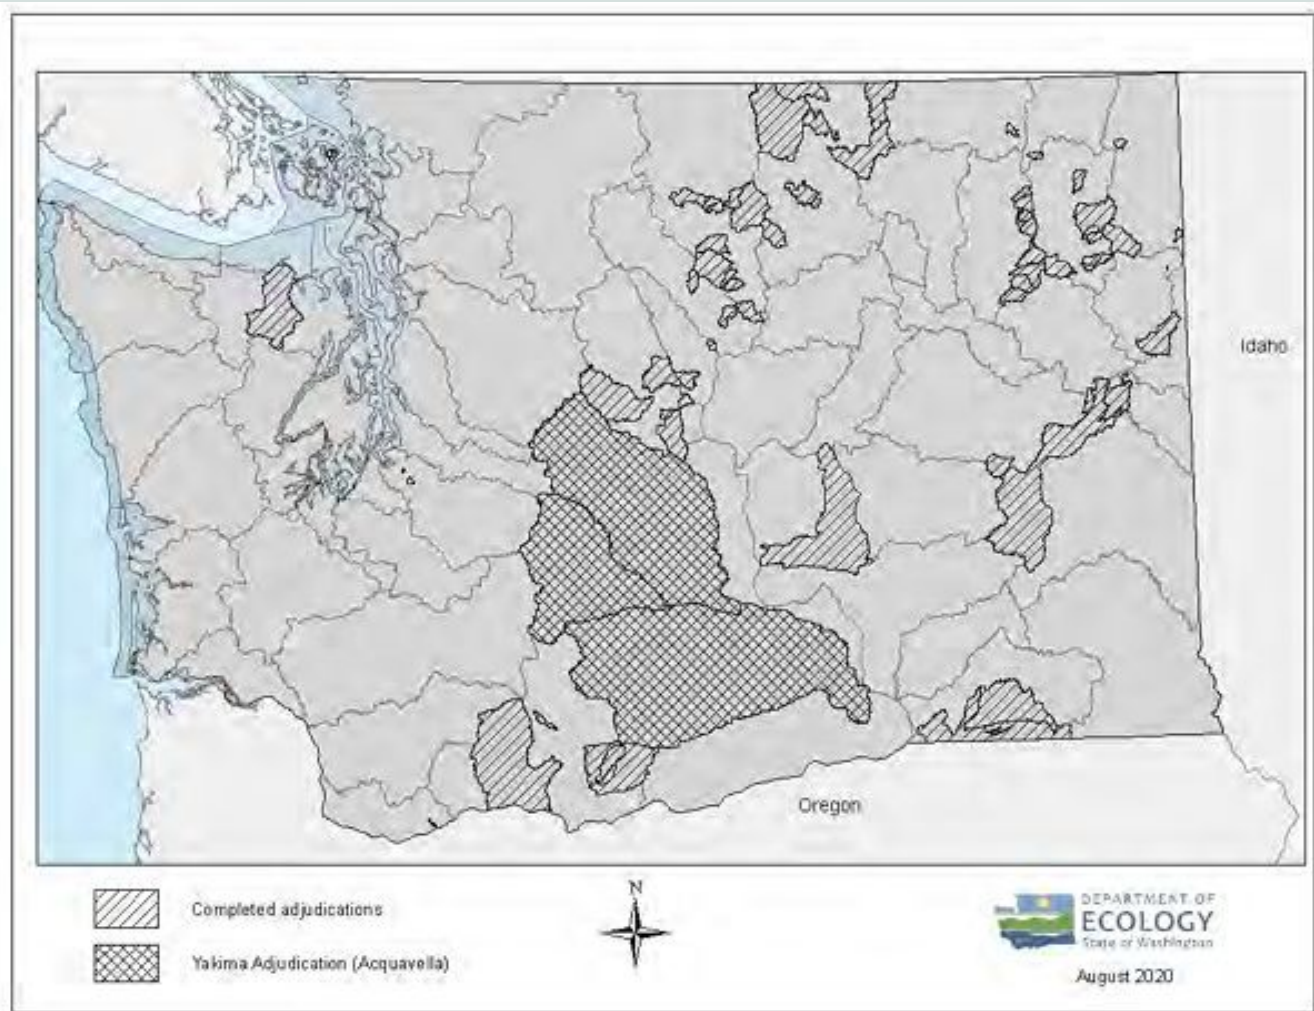 Idaho
Oregon
Completed adjudications
Yakima Adjudication (Acquavella)
N
DEPARTMENT OF
ECOLOGY
State of Washington
August 2020